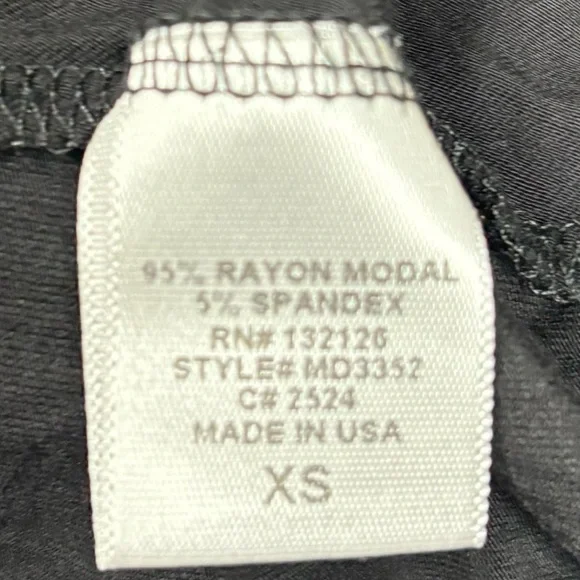 95% RAYON MODAL
5% SPANDEX
RN# 132126
STYLE# MD3352
C# 2524
MADE IN USA
XS